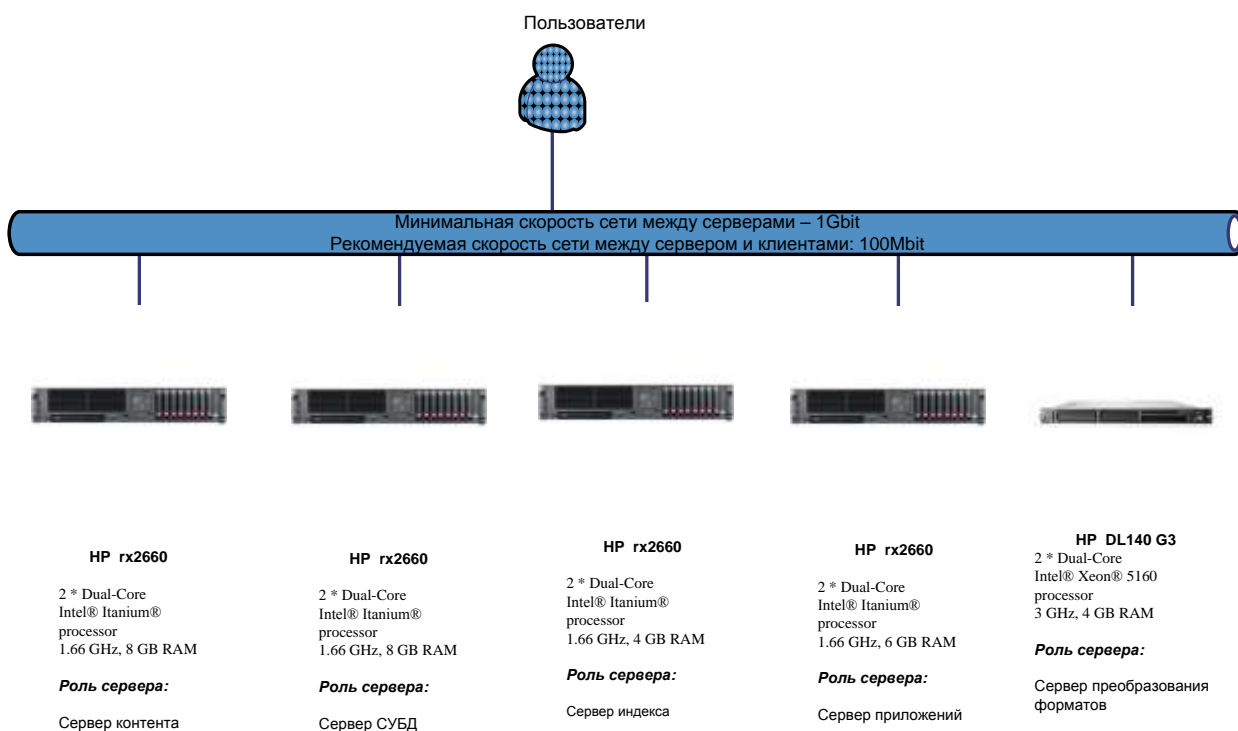 Пользователи
Минимальная скорость сети между серверами – 1Gbit
Рекомендуемая скорость сети между сервером и клиентами: 100Mbit
HP rx2660
2 * Dual-Core
Intel® Itanium®
processor
1.66 GHz, 8 GB RAM
Роль сервера:
Сервер контента
HP rx2660
2 * Dual-Core
Intel® Itanium®
processor
1.66 GHz, 8 GB RAM
Роль сервера:
Сервер СУБД
HP rx2660
2 * Dual-Core
Intel® Itanium®
processor
1.66 GHz, 4 GB RAM
Роль сервера:
Сервер индекса
HP rx2660
2 * Dual-Core
Intel® Itanium®
processor
1.66 GHz, 6 GB RAM
Роль сервера:
Сервер приложений
HP DL140 G3
2 * Dual-Core
Intel® Xeon® 5160
processor
3 GHz, 4 GB RAM
Роль сервера:
Сервер преобразования
форматов